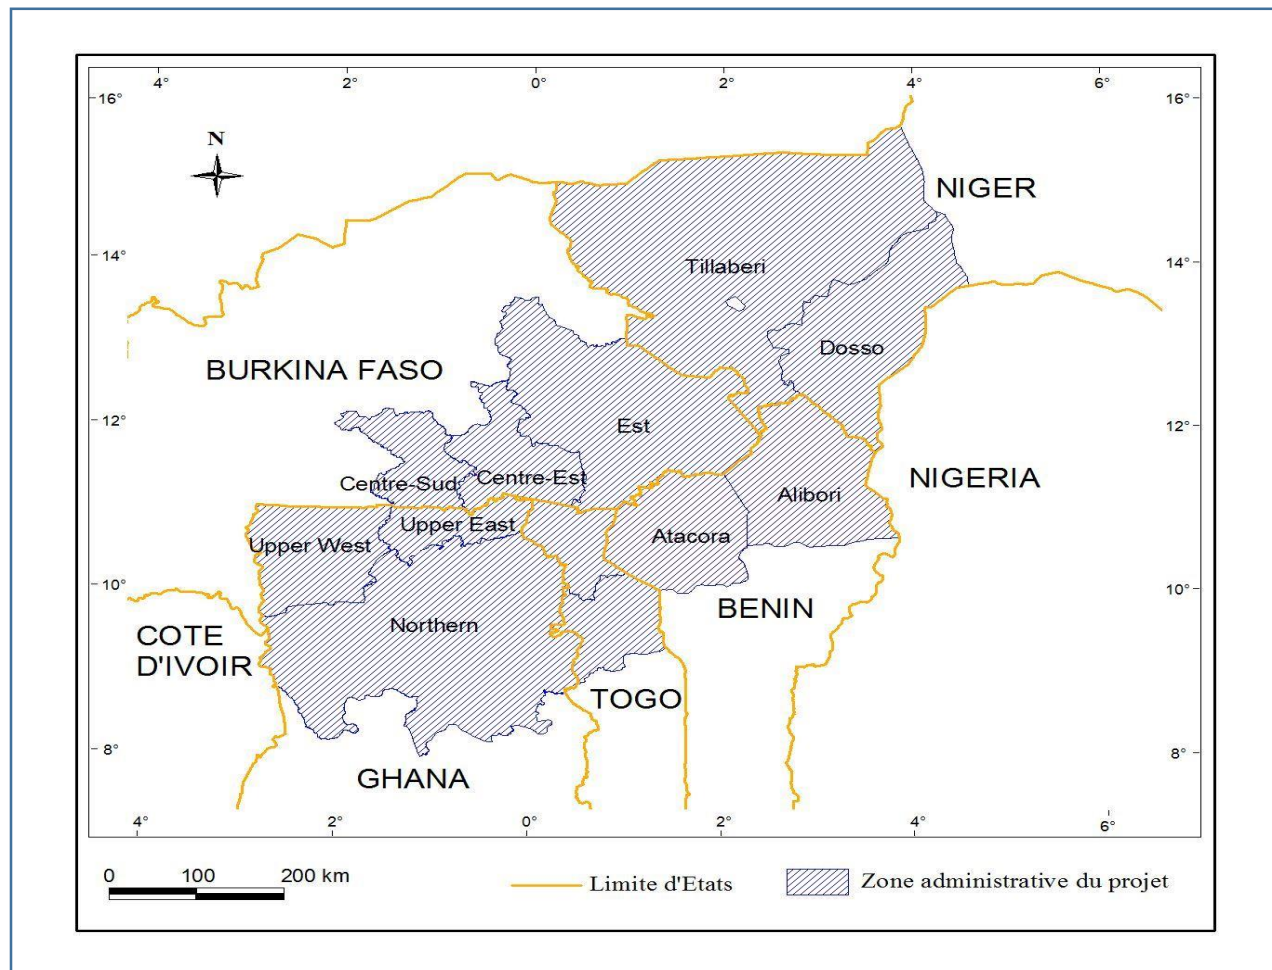 4° 2° 0° 2° 4° 6°
16° 16°
N
NIGER
14° 14°
Tillaberi
Dosso
BURKINA FASO
12° 12°
Est
Centre-Sud Centre-Est
NIGERIA
Alibori
Upper East
Atacora
Upper West
10° 10°
BENIN
Northern
COTE
D'IVOIR
TOGO
8° 8°
GHANA
4° 2° 0° 2° 4° 6°
0 100 200 km
Limite d'Etats
Zone administrative du projet